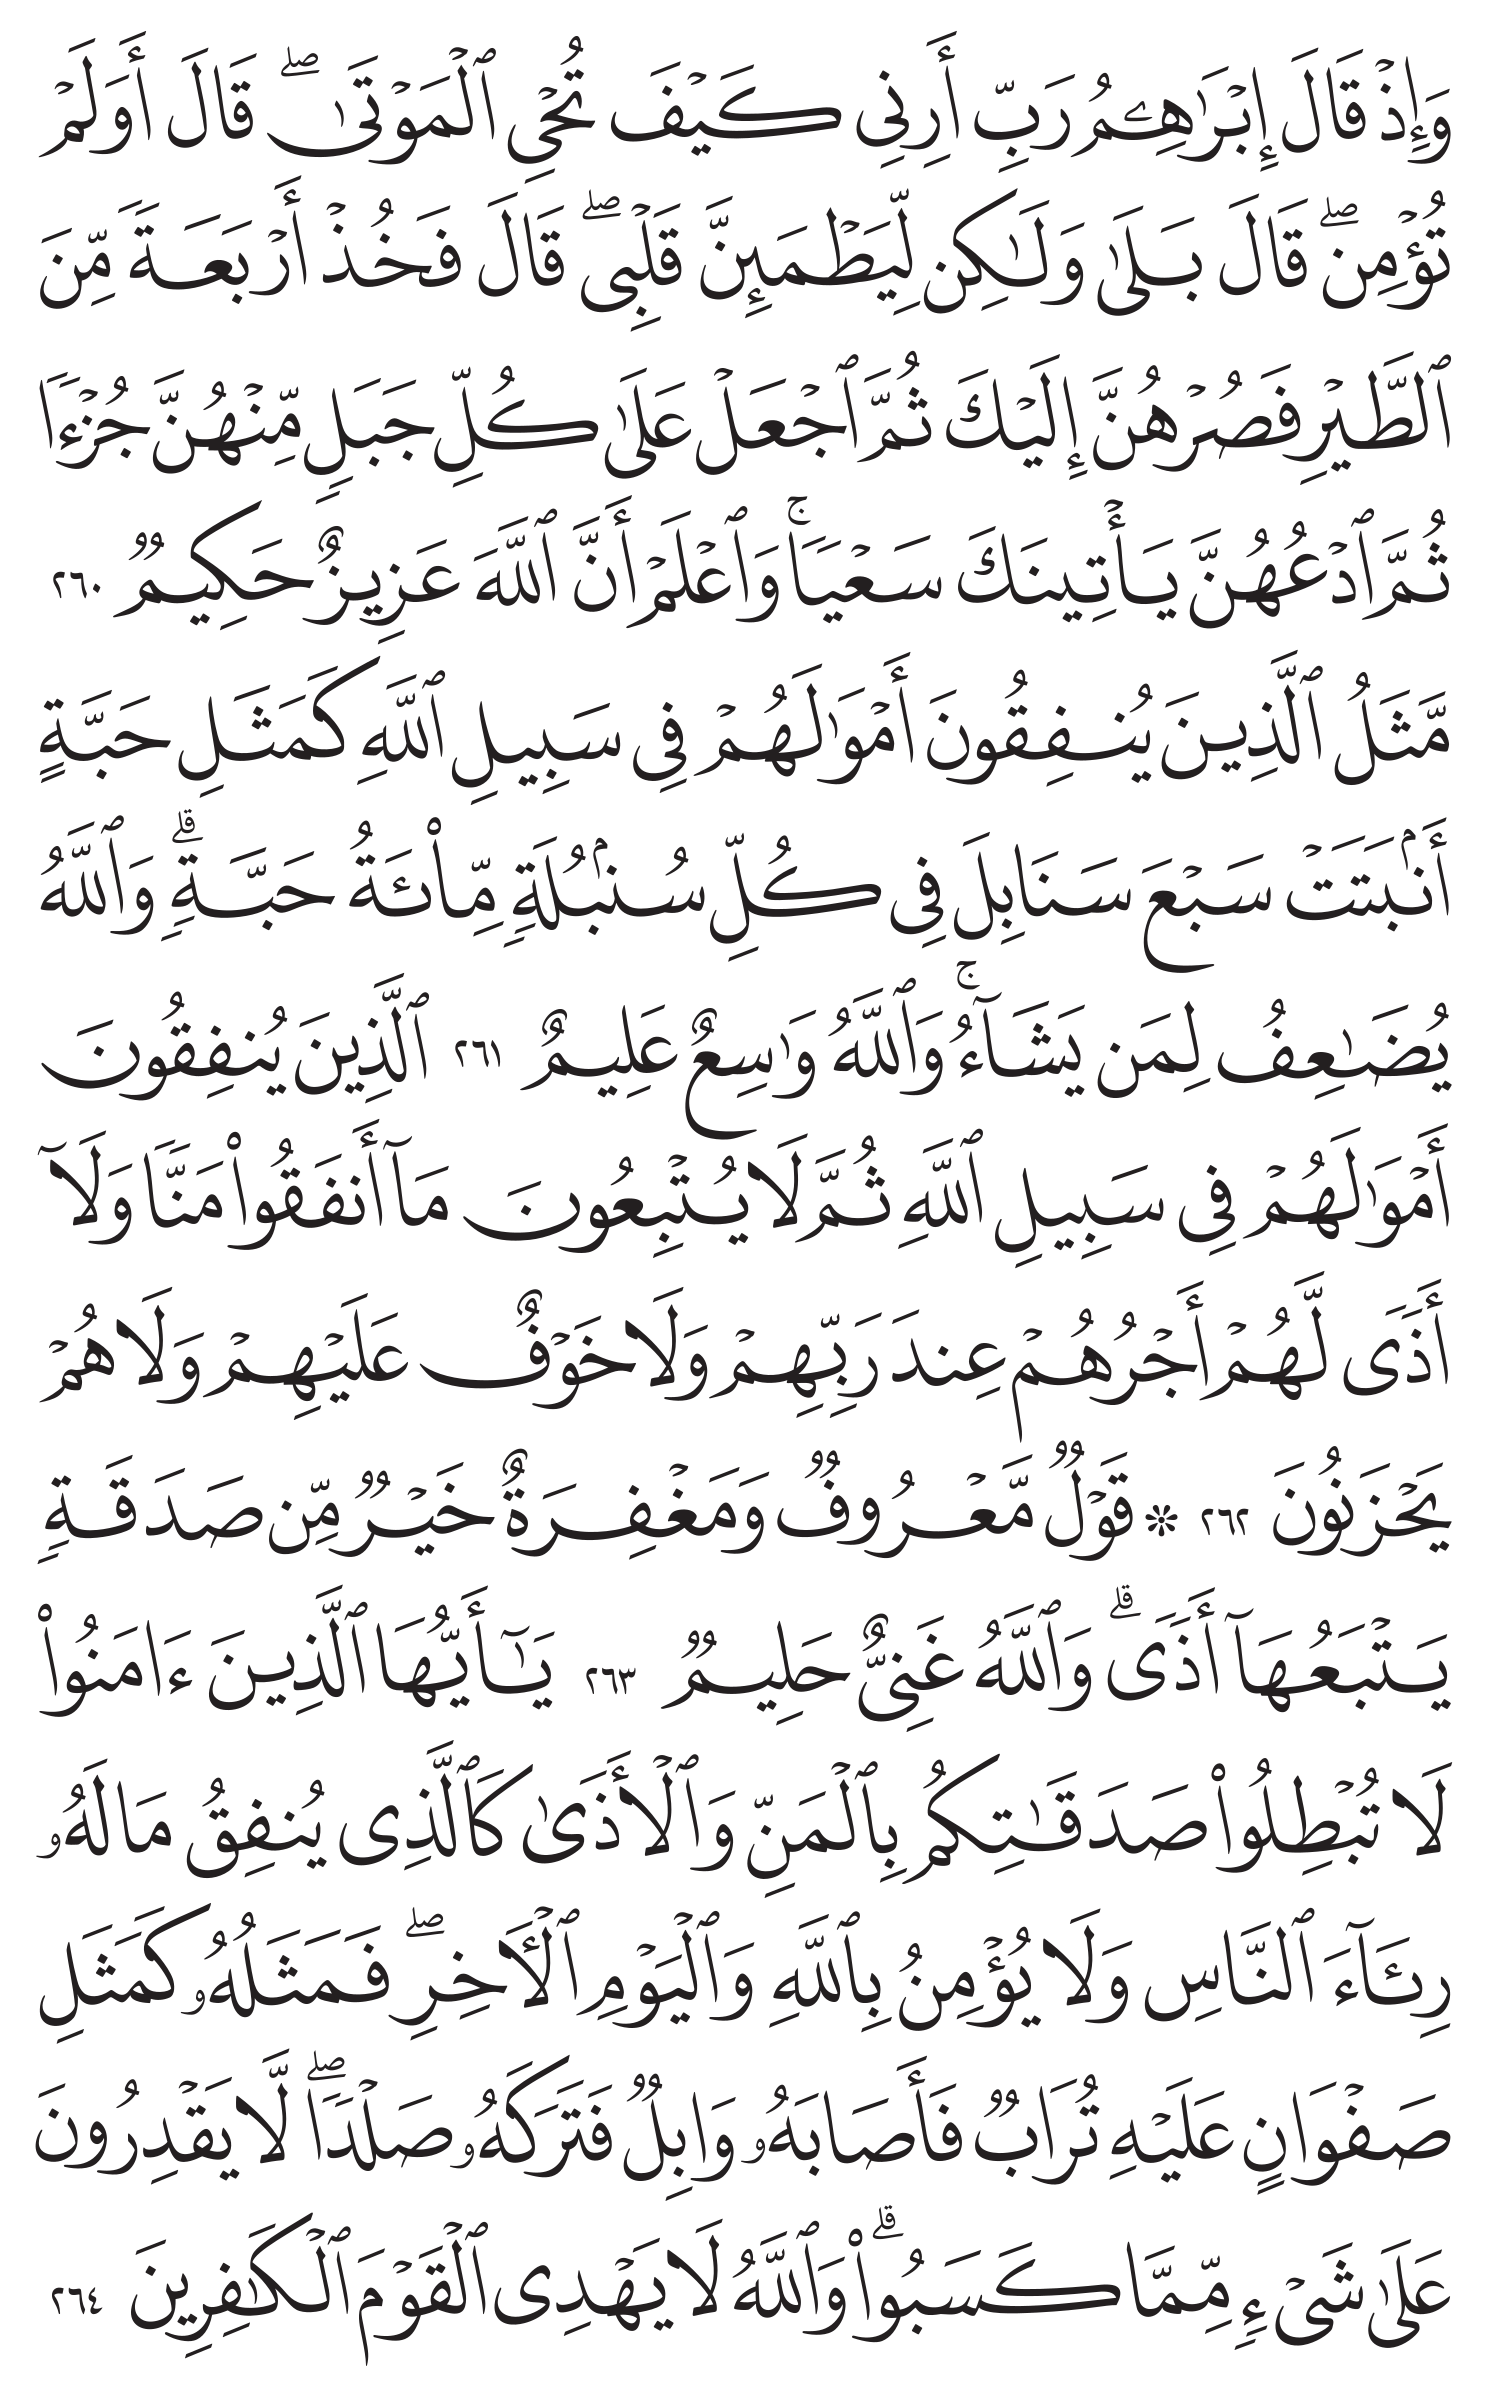 وَإِذۡ قَالَ إِبۡرَٰهِـۧمُ رَبِّ أَرِنِي كَيۡفَ تُحۡيِ ٱلۡمَوۡتَىٰۖ قَالَ أَوَلَمۡ
تُؤۡمِنۖ قَالَ بَلَىٰ وَلَٰكِن لِّيَطۡمَئِنَّ قَلۡبِيۖ قَالَ فَخُذۡ أَرۡبَعَةٗ مِّنَ
ٱلطَّيۡرِ فَصُرۡهُنَّ إِلَيۡكَ ثُمَّ ٱجۡعَلۡ عَلَىٰ كُلِّ جَبَلٖ مِّنۡهُنَّ جُزۡءٗا
ثُمَّ ٱدۡعُهُنَّ يَأۡتِينَكَ سَعۡيٗاۚ وَٱعۡلَمۡ أَنَّ ٱللَّهَ عَزِيزٌ حَكِيمٞ ٢٦٠
مَّثَلُ ٱلَّذِينَ يُنفِقُونَ أَمۡوَٰلَهُمۡ فِي سَبِيلِ ٱللَّهِ كَمَثَلِ حَبَّةٍ
أَنۢبَتَتۡ سَبۡعَ سَنَابِلَ فِي كُلِّ سُنۢبُلَةٖ مِّاْئَةُ حَبَّةٖۗ وَٱللَّهُ
يُضَٰعِفُ لِمَن يَشَآءُۚ وَٱللَّهُ وَٰسِعٌ عَلِيمٌ ٢٦١ ٱلَّذِينَ يُنفِقُونَ
أَمۡوَٰلَهُمۡ فِي سَبِيلِ ٱللَّهِ ثُمَّ لَا يُتۡبِعُونَ مَآ أَنفَقُواْ مَنّٗا وَلَآ
أَذٗى لَّهُمۡ أَجۡرُهُمۡ عِندَ رَبِّهِمۡ وَلَا خَوۡفٌ عَلَيۡهِمۡ وَلَا هُمۡ
يَحۡزَنُونَ ٢٦٢ ۞ قَوۡلٞ مَّعۡرُوفٞ وَمَغۡفِرَةٌ خَيۡرٞ مِّن صَدَقَةٖ
يَتۡبَعُهَآ أَذٗىۗ وَٱللَّهُ غَنِيٌّ حَلِيمٞ ٢٦٣ يَٰٓأَيُّهَا ٱلَّذِينَ ءَامَنُواْ
لَا تُبۡطِلُواْ صَدَقَٰتِكُم بِٱلۡمَنِّ وَٱلۡأَذَىٰ كَٱلَّذِي يُنفِقُ مَالَهُۥ
رِئَآءَ ٱلنَّاسِ وَلَا يُؤۡمِنُ بِٱللَّهِ وَٱلۡيَوۡمِ ٱلۡأٓخِرِۖ فَمَثَلُهُۥ كَمَثَلِ
صَفۡوَانٍ عَلَيۡهِ تُرَابٞ فَأَصَابَهُۥ وَابِلٞ فَتَرَكَهُۥ صَلۡدٗاۖ لَّا يَقۡدِرُونَ
عَلَىٰ شَيۡءٖ مِّمَّا كَسَبُواْۗ وَٱللَّهُ لَا يَهۡدِي ٱلۡقَوۡمَ ٱلۡكَٰفِرِينَ ٢٦٤